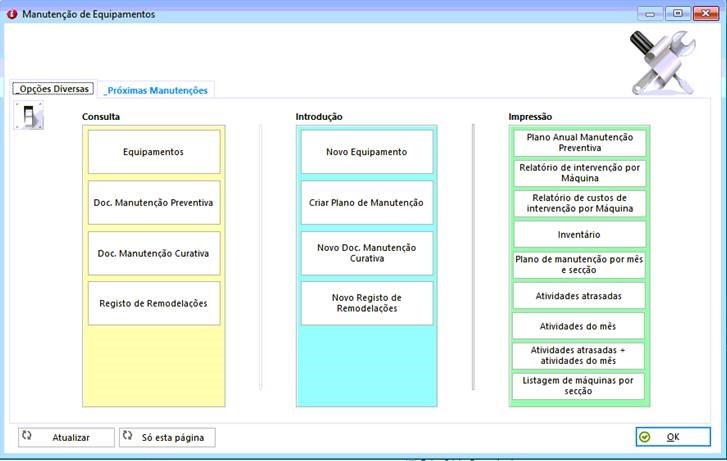 Manutenção de Equipamentos
_Opções Diversas
_Próximas Manutenções
Consulta
Equipamentos
Doc. Manutenção Preventiva
Doc. Manutenção Curativa
Registo de Remodelações
Introdução
Novo Equipamento
Criar Plano de Manutenção
Novo Doc. Manutenção
Curativa
Novo Registo de
Remodelações
Impressão
Plano Anual Manutenção
Preventiva
Relatório de intervenção por
Máquina
Relatório de custos de
intervenção por Máquina
Inventário
Plano de manutenção por mês
e secção
Atividades atrasadas
Atividades do mês
Atividades atrasadas +
atividades do mês
Listagem de máquinas por
secção
Atualizar
Só esta página
OK